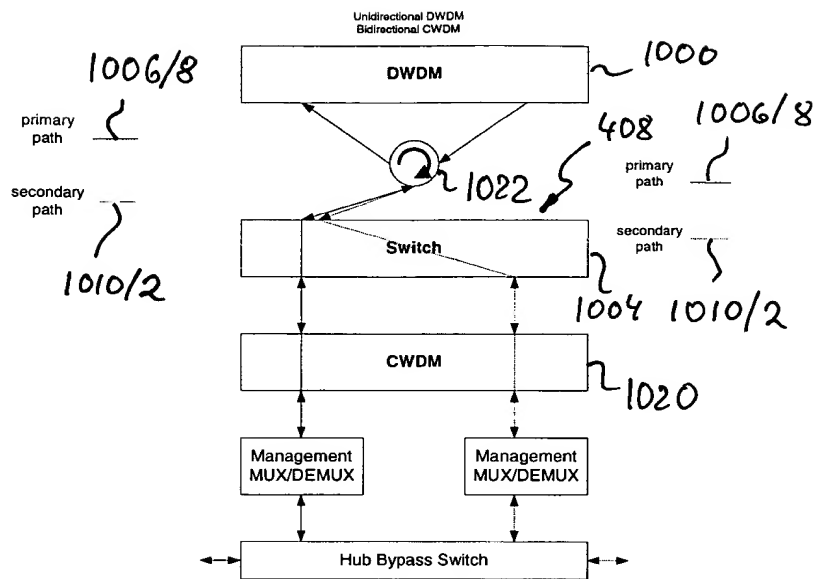 Unidirectional DWDM
Bidirectional CWDM
1006/8
DWDM
1000
primary
path
408
1006/8
primary
path
secondary
path
1022
Switch
secondary
path
1010/2
1004
1010/2
CWDM
1020
Management
MUX/DEMUX
Management
MUX/DEMUX
Hub Bypass Switch